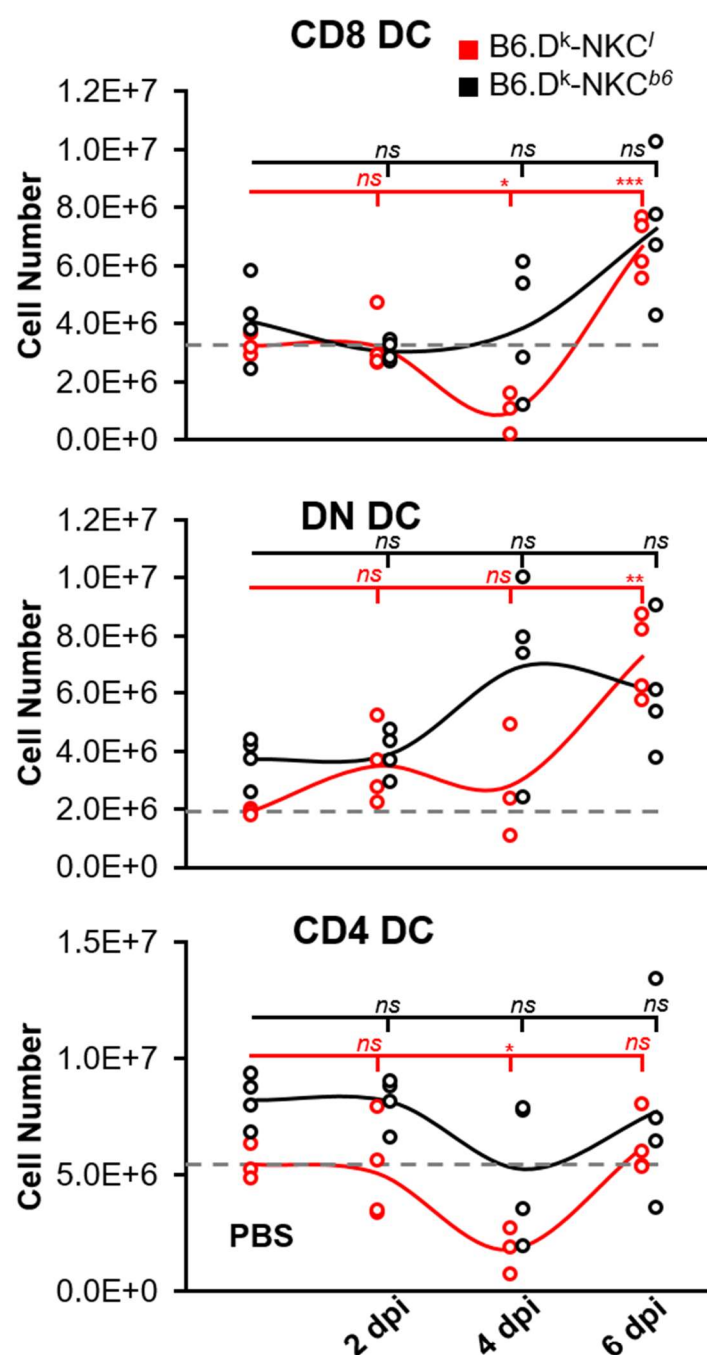 CD8 DC
B6.Dᵏ-NKCˡ
B6.Dᵏ-NKCᵇ⁶
Cell Number
1.2E+7
1.0E+7
8.0E+6
6.0E+6
4.0E+6
2.0E+6
0.0E+0
ns ns ns
ns * ***
DN DC
Cell Number
1.2E+7
1.0E+7
8.0E+6
6.0E+6
4.0E+6
2.0E+6
0.0E+0
ns ns ns
ns ns **
CD4 DC
Cell Number
1.5E+7
1.0E+7
5.0E+6
0.0E+0
ns ns ns
ns * ns
PBS
2 dpi 4 dpi 6 dpi